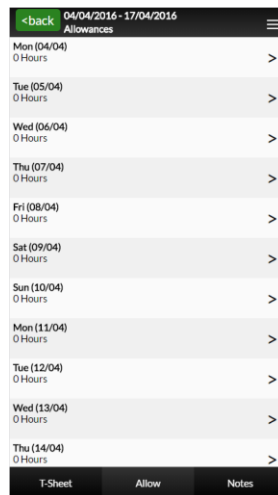 <back
04/04/2016 - 17/04/2016
Allowances
Mon (04/04)
0 Hours
>
Tue (05/04)
0 Hours
>
Wed (06/04)
0 Hours
>
Thu (07/04)
0 Hours
>
Fri (08/04)
0 Hours
>
Sat (09/04)
0 Hours
>
Sun (10/04)
0 Hours
>
Mon (11/04)
0 Hours
>
Tue (12/04)
0 Hours
>
Wed (13/04)
0 Hours
>
Thu (14/04)
0 Hours
>
T-Sheet Allow Notes